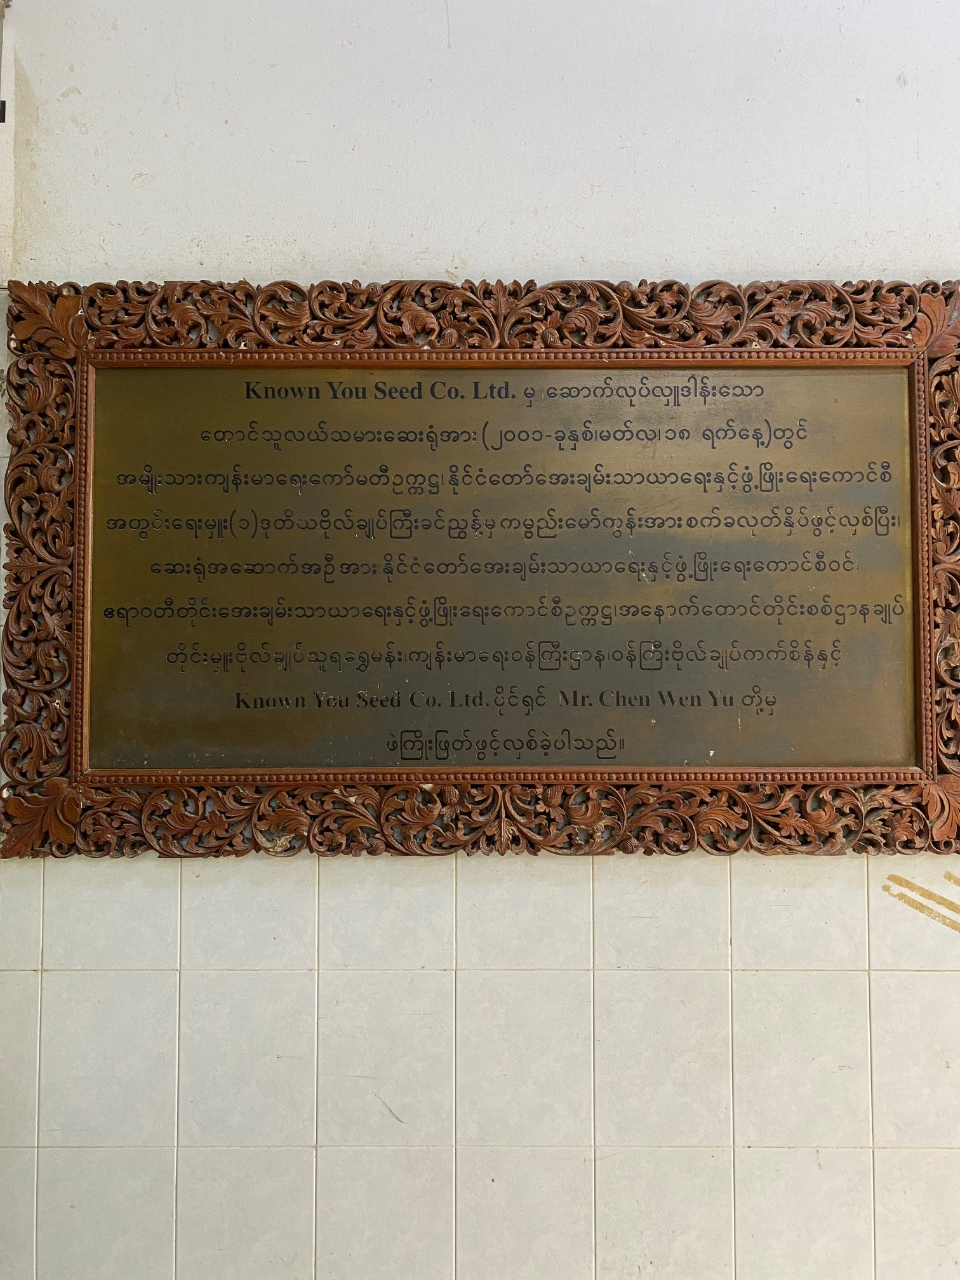 Known You Seed Co. Ltd. မှ ဆောက်လုပ်လှူဒါန်းသော
တောင်သူလယ်သမားဆေးရုံအား (၂၀၀၁-ခုနှစ်၊မတ်လ၊၁၈ ရက်နေ့)တွင်
အမျိုးသားကျန်းမာရေးကော်မတီဥက္ကဋ္ဌ၊ နိုင်ငံတော်အေးချမ်းသာယာရေးနှင့်ဖွံ့ဖြိုးရေးကောင်စီ
အတွင်းရေးမှူး(၁)ဒုတိယဗိုလ်ချုပ်ကြီးခင်ညွန့်မှကမ္ပည်းမော်ကွန်းအားစက်ခလုတ်နှိပ်ဖွင့်လှစ်ပြီး၊
ဆေးရုံအဆောက်အဦအား နိုင်ငံတော်အေးချမ်းသာယာရေးနှင့်ဖွံ့ဖြိုးရေးကောင်စီဝင်၊
ဧရာဝတီတိုင်းအေးချမ်းသာယာရေးနှင့်ဖွံ့ဖြိုးရေးကောင်စီဥက္ကဋ္ဌ၊အနောက်တောင်တိုင်းစစ်ဌာနချုပ်
တိုင်းမှူးဗိုလ်ချုပ်သူရရွှေမန်း၊ကျန်းမာရေးဝန်ကြီးဌာန၊ဝန်ကြီးဗိုလ်ချုပ်ကက်စိန်နှင့်
Known You Seed Co. Ltd. ပိုင်ရှင် Mr. Chen Wen Yu တို့မှ
ဖဲကြိုးဖြတ်ဖွင့်လှစ်ခဲ့ပါသည်။